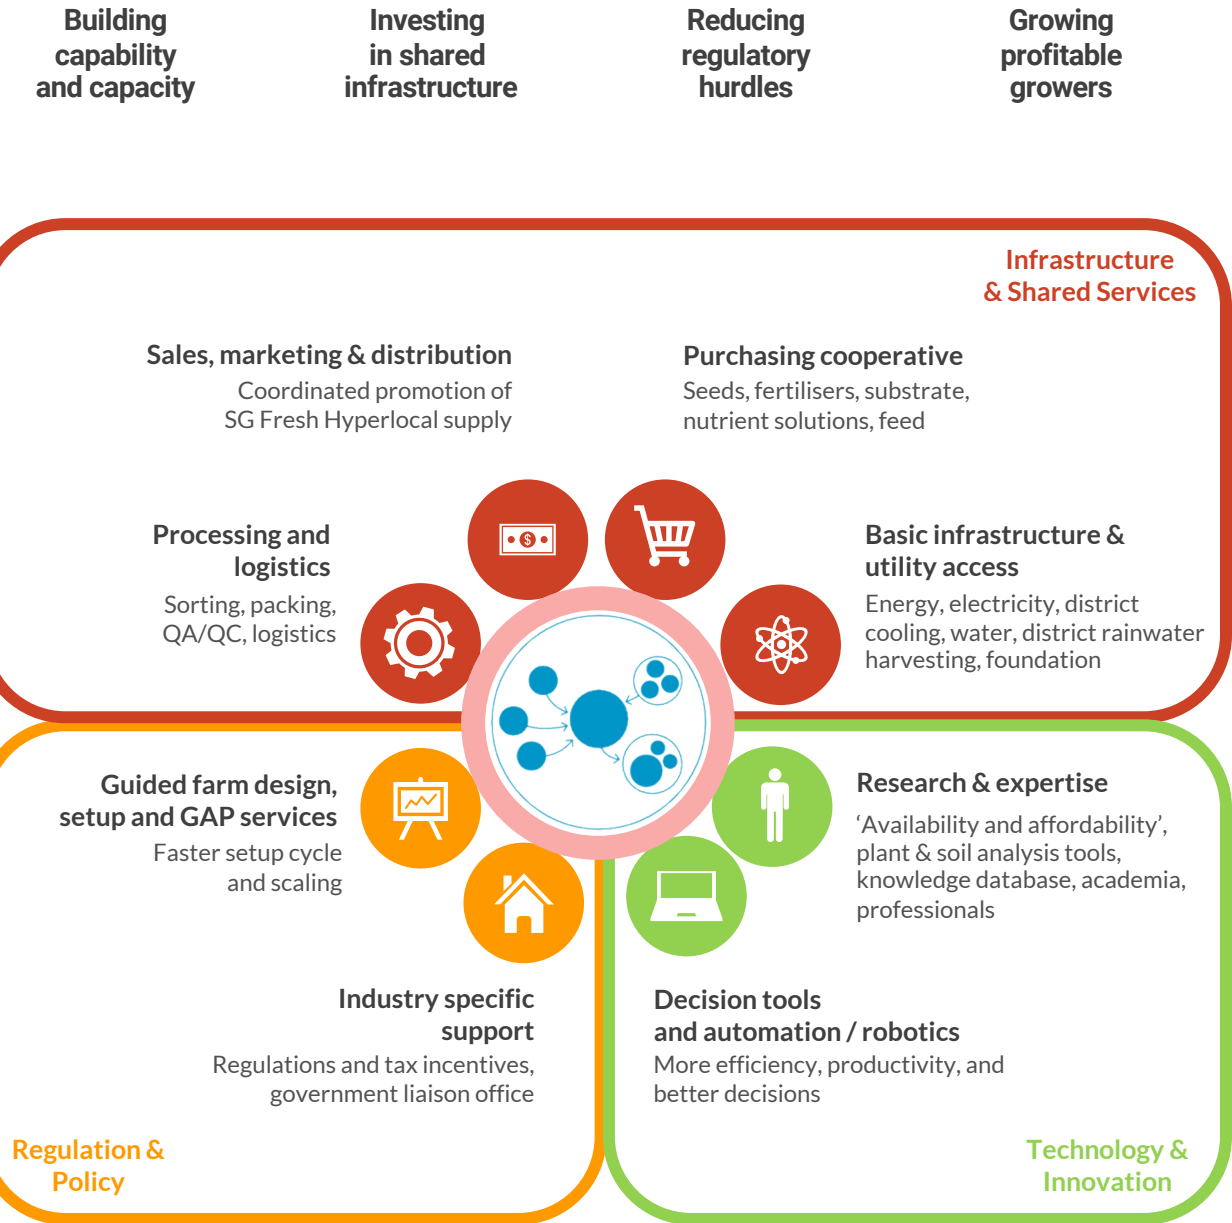 Building
capability
and capacity
Investing
in shared
infrastructure
Reducing
regulatory
hurdles
Growing
profitable
growers
Infrastructure
& Shared Services
Sales, marketing & distribution
Coordinated promotion of
SG Fresh Hyperlocal supply
Purchasing cooperative
Seeds, fertilisers, substrate,
nutrient solutions, feed
Processing and
logistics
Sorting, packing,
QA/QC, logistics
$
Basic infrastructure &
utility access
Energy, electricity, district
cooling, water, district rainwater
harvesting, foundation
Guided farm design,
setup and GAP services
Faster setup cycle
and scaling
Research & expertise
‘Availability and affordability’,
plant & soil analysis tools,
knowledge database, academia,
professionals
Industry specific
support
Regulations and tax incentives,
government liaison office
Decision tools
and automation / robotics
More efficiency, productivity, and
better decisions
Regulation &
Policy
Technology &
Innovation